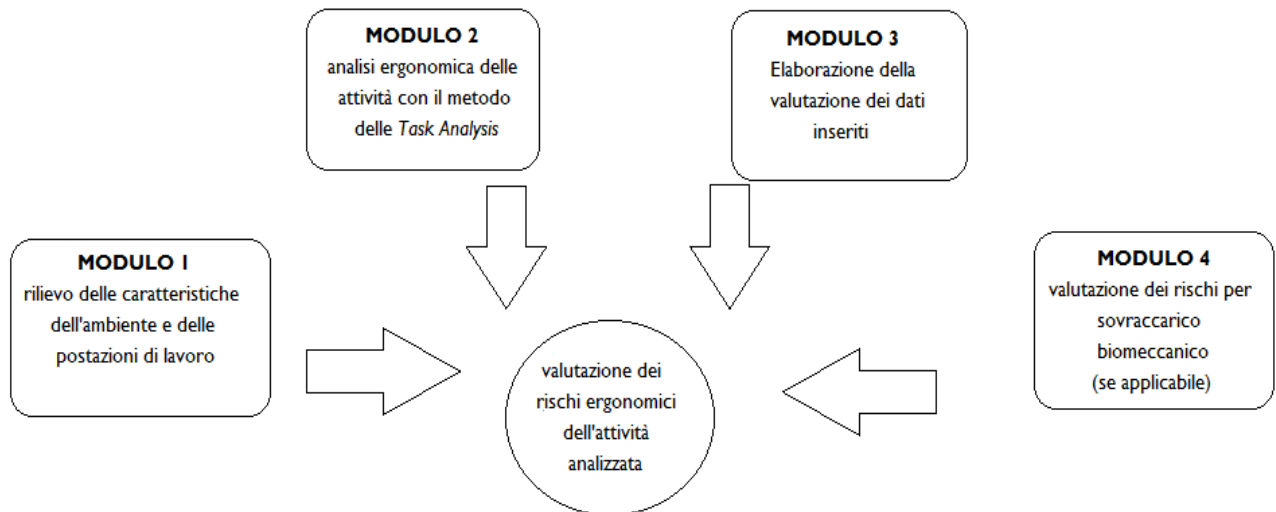 MODULO 2
analisi ergonomica delle
attività con il metodo
delle Task Analysis
MODULO 3
Elaborazione della
valutazione dei dati
inseriti
MODULO 1
rilievo delle caratteristiche
dell'ambiente e delle
postazioni di lavoro
MODULO 4
valutazione dei rischi per
sovraccarico
biomeccanico
(se applicabile)
valutazione dei
rischi ergonomici
dell'attività
analizzata